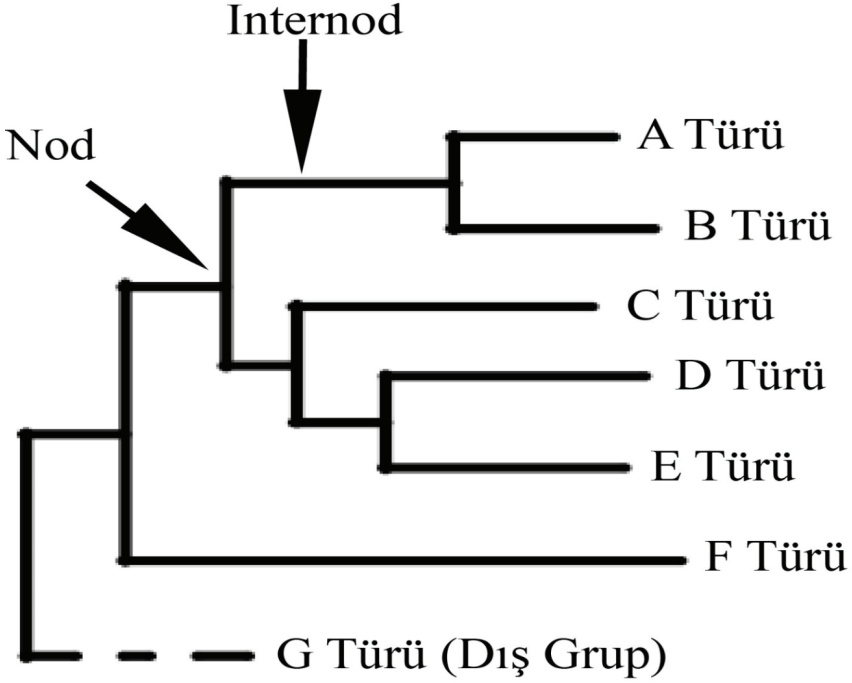 Internod
Nod
A Türü
B Türü
C Türü
D Türü
E Türü
F Türü
G Türü (Dış Grup)